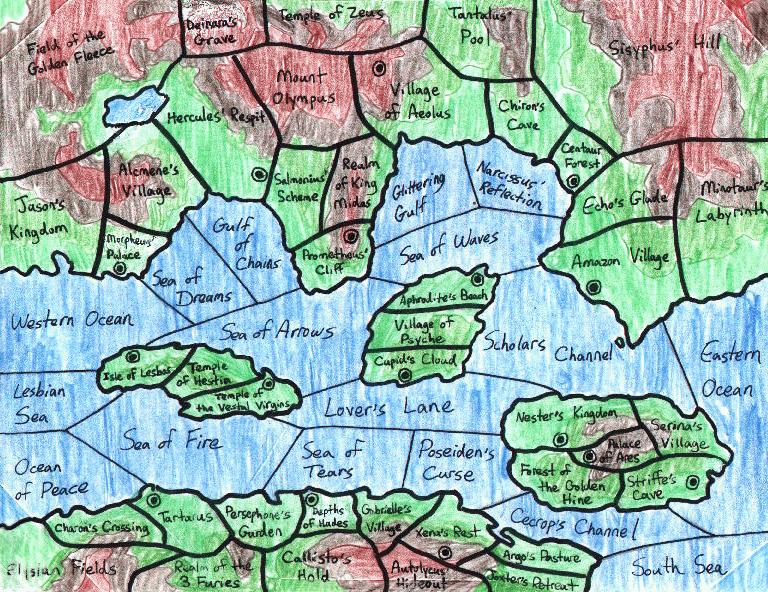 Field of the
Golden Fleece
Deinara's
Grave
Temple of Zeus
Tantalus'
Pool
Sisyphus' Hill
Mount
Olympus
Village
of Aeolus
Hercules' Respit
Chiron's
Cave
Centaur
Forest
Alcmene's
Village
Salmonius'
Scheme
Realm
of King
Midas
Glittering
Gulf
Narcissus'
Reflection
Echo's Glade
Minotaur's
Labyrinth
Jason's
Kingdom
Morpheus'
Palace
Gulf
of
Chains
Prometheus'
Cliff
Sea of Waves
Amazon Village
Sea of
Dreams
Aphrodite's Beach
Village of
Psyche
Cupid's Cloud
Western Ocean
Sea of Arrows
Scholars
Channel
Eastern
Ocean
Isle of Lesbos
Temple
of Hestia
Temple of
the Vestal Virgins
Lesbian
Sea
Lover's Lane
Nester's Kingdom
Serina's
Village
Palace
of Ares
Sea of Fire
Sea of
Tears
Poseiden's
Curse
Forest of
the Golden
Hine
Striffe's
Cave
Ocean
of Peace
Charon's Crossing
Tartarus
Persephone's
Garden
Depths
of Hades
Gabrielle's
Village
Xena's Rest
Cecrop's Channel
Argo's Pasture
Joxter's Retreat
South Sea
Elysian Fields
Realm of the
3 Furies
Callisto's
Hold
Autolycus'
Hideout